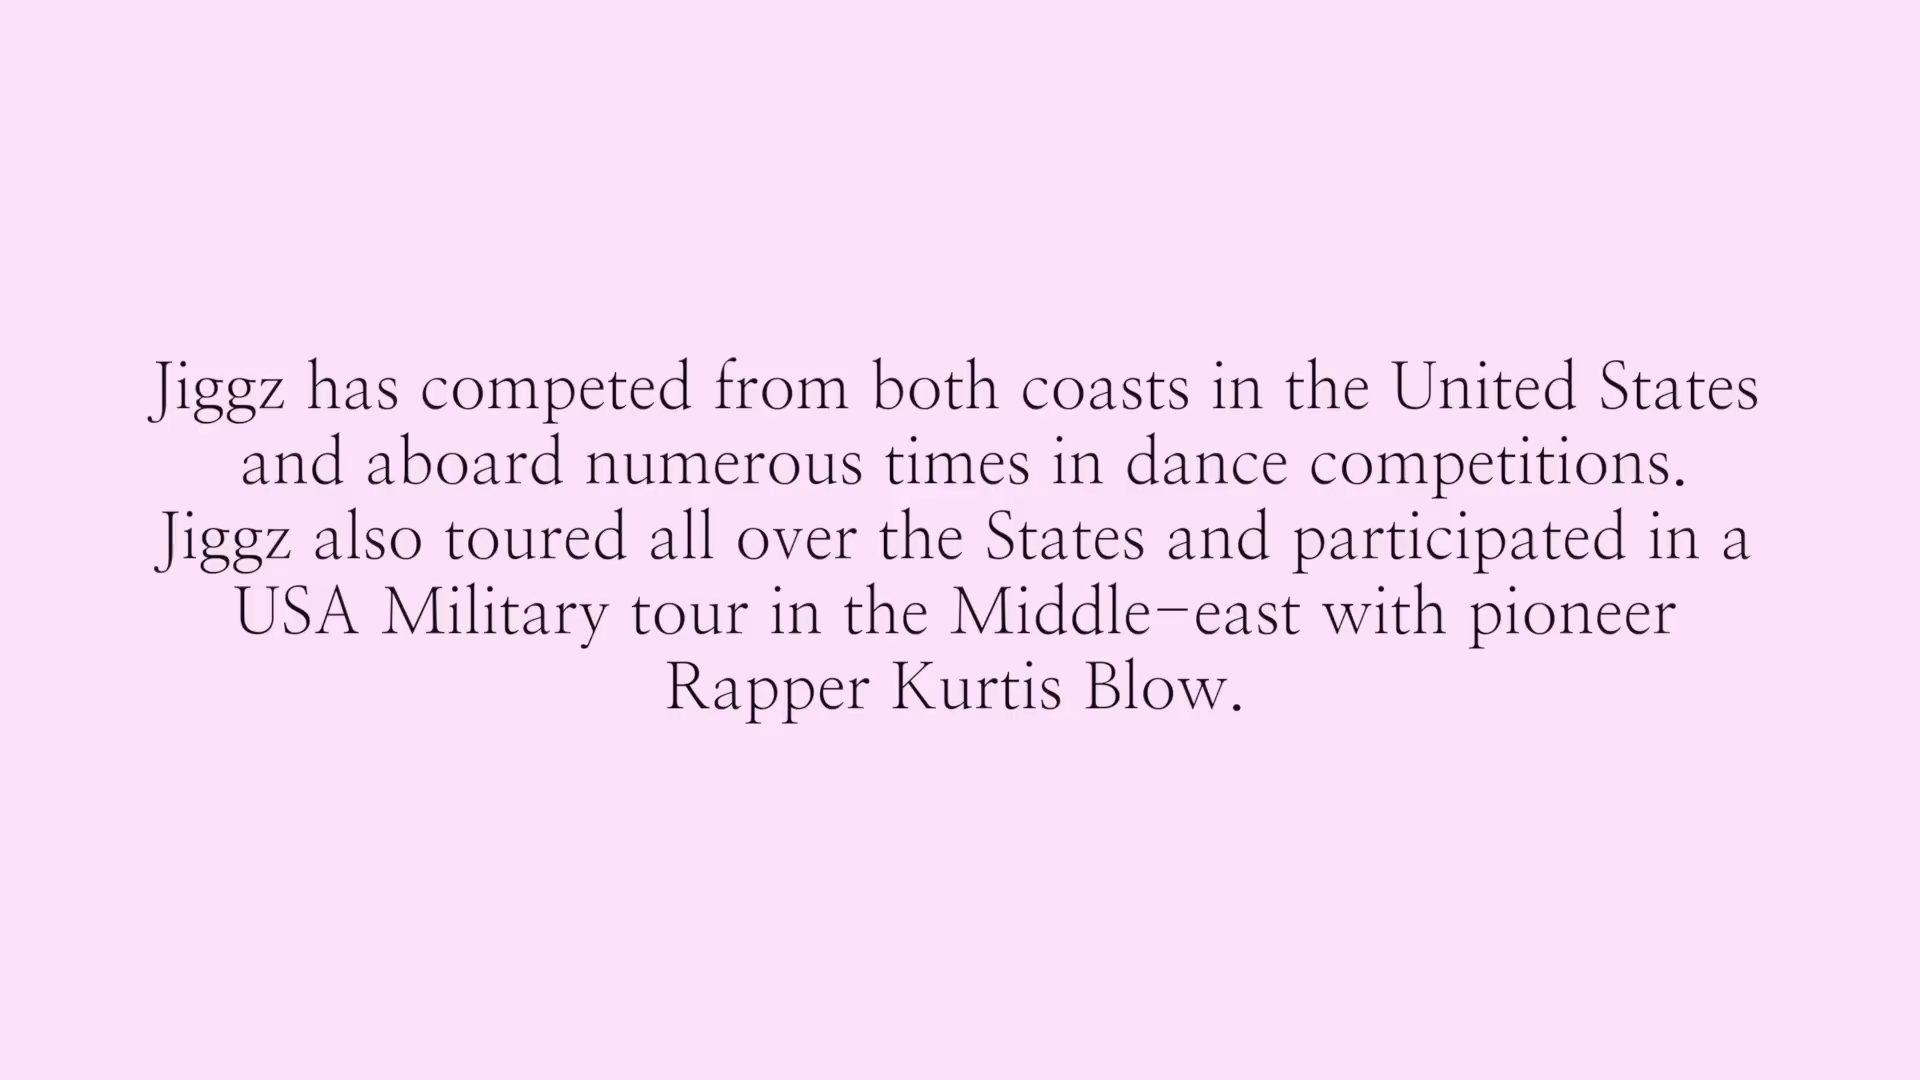 Jiggz has competed from both coasts in the United States
and aboard numerous times in dance competitions.
Jiggz also toured all over the States and participated in a
USA Military tour in the Middle-east with pioneer
Rapper Kurtis Blow.